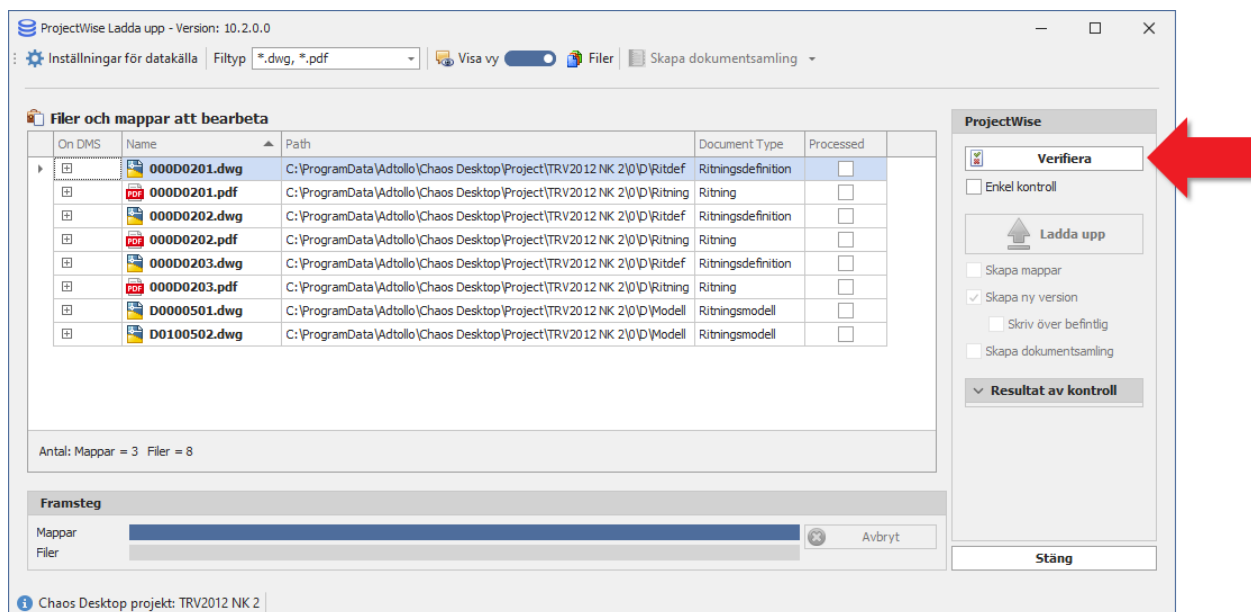 ProjectWise Ladda upp - Version: 10.2.0.0
Inställningar för datakälla Filtyp *.dwg, *.pdf Visa vy Filer Skapa dokumentsamling
Filer och mappar att bearbeta
On DMS Name Path Document Type Processed
000D0201.dwg C:\ProgramData\Adtollo\Chaos Desktop\Project\TRV2012 NK 2\0\D\Ritdef Ritningsdefinition
PDF 000D0201.pdf C:\ProgramData\Adtollo\Chaos Desktop\Project\TRV2012 NK 2\0\D\Ritning Ritning
000D0202.dwg C:\ProgramData\Adtollo\Chaos Desktop\Project\TRV2012 NK 2\0\D\Ritdef Ritningsdefinition
PDF 000D0202.pdf C:\ProgramData\Adtollo\Chaos Desktop\Project\TRV2012 NK 2\0\D\Ritning Ritning
000D0203.dwg C:\ProgramData\Adtollo\Chaos Desktop\Project\TRV2012 NK 2\0\D\Ritdef Ritningsdefinition
PDF 000D0203.pdf C:\ProgramData\Adtollo\Chaos Desktop\Project\TRV2012 NK 2\0\D\Ritning Ritning
D0000501.dwg C:\ProgramData\Adtollo\Chaos Desktop\Project\TRV2012 NK 2\0\D\Modell Ritningsmodell
D0100502.dwg C:\ProgramData\Adtollo\Chaos Desktop\Project\TRV2012 NK 2\0\D\Modell Ritningsmodell
Antal: Mappar = 3 Filer = 8
ProjectWise
Verifiera
Enkel kontroll
Ladda upp
Skapa mappar
Skapa ny version
Skriv över befintlig
Skapa dokumentsamling
Resultat av kontroll
Framsteg
Mappar
Filer
Avbryt
Stäng
Chaos Desktop projekt: TRV2012 NK 2